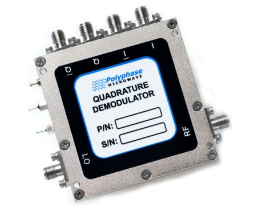 Q Q I I
Polyphase
MICROWAVE
QUADRATURE
DEMODULATOR
P/N:
S/N:
RF
LO